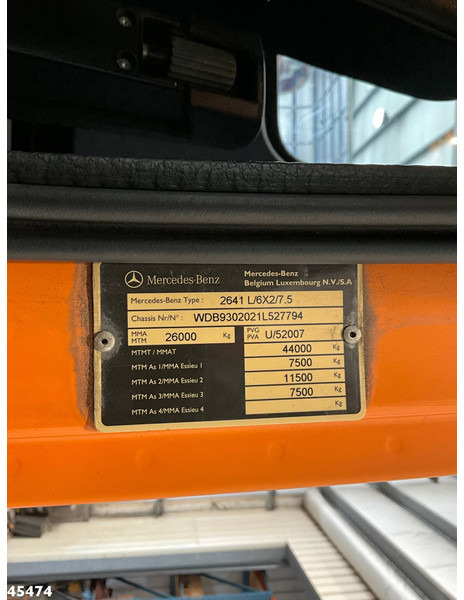 Mercedes-Benz
Mercedes-Benz
Belgium Luxembourg N.V./S.A
Mercedes-Benz Type : 2641 L/6X2/7.5
Chassis Nr/N° : WDB9302021L527794
MMA
MTM 26000 Kg PVG
PVA U/52007
MTMT / MMAT 44000 Kg
MTM As 1/MMA Essieu 1 7500 Kg
MTM As 2/MMA Essieu 2 11500 Kg
MTM As 3/MMA Essieu 3 7500 Kg
MTM As 4/MMA Essieu 4 Kg
45474